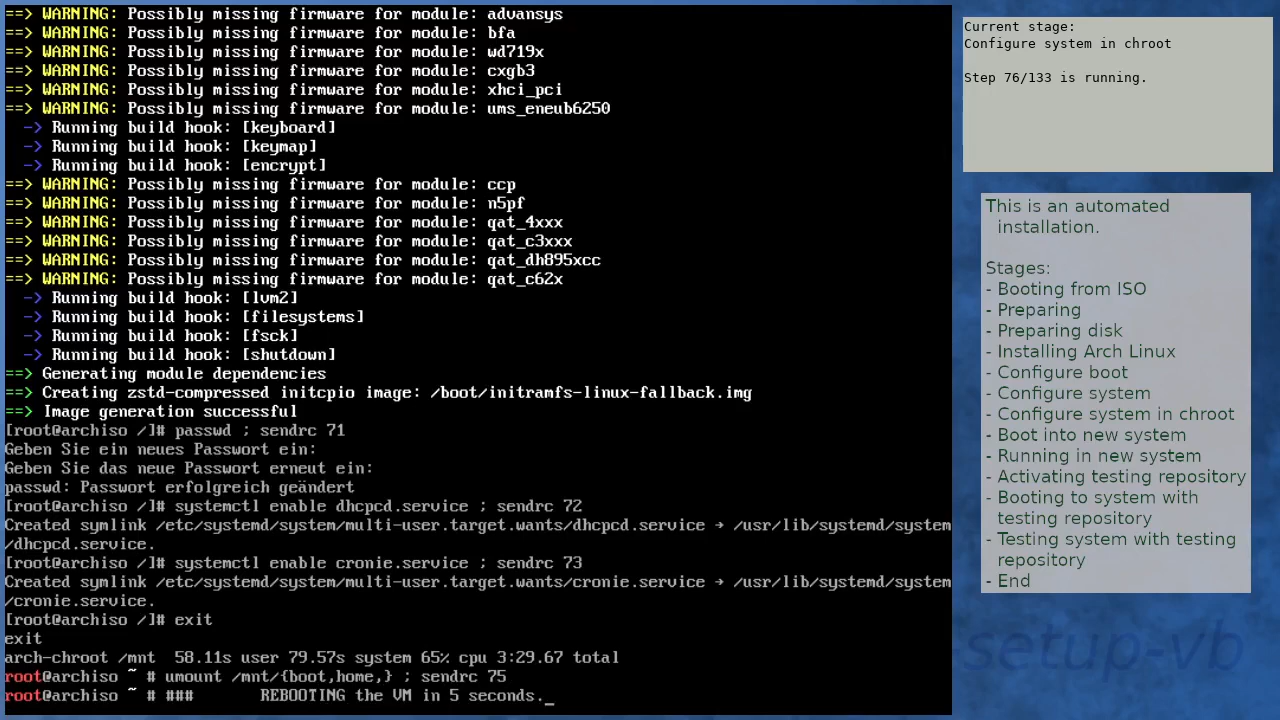 ==> WARNING: Possibly missing firmware for module: advansys
==> WARNING: Possibly missing firmware for module: bfa
==> WARNING: Possibly missing firmware for module: wd719x
==> WARNING: Possibly missing firmware for module: cxgb3
==> WARNING: Possibly missing firmware for module: xhci_pci
==> WARNING: Possibly missing firmware for module: ums_eneub6250
-> Running build hook: [keyboard]
-> Running build hook: [keymap]
-> Running build hook: [encrypt]
==> WARNING: Possibly missing firmware for module: ccp
==> WARNING: Possibly missing firmware for module: n5pf
==> WARNING: Possibly missing firmware for module: qat_4xxx
==> WARNING: Possibly missing firmware for module: qat_c3xxx
==> WARNING: Possibly missing firmware for module: qat_dh895xcc
==> WARNING: Possibly missing firmware for module: qat_c62x
-> Running build hook: [lvm2]
-> Running build hook: [filesystems]
-> Running build hook: [fsck]
-> Running build hook: [shutdown]
==> Generating module dependencies
==> Creating zstd-compressed initcpio image: /boot/initramfs-linux-fallback.img
==> Image generation successful
[root@archiso /]# passwd ; sendrc 71
Geben Sie ein neues Passwort ein:
Geben Sie das neue Passwort erneut ein:
passwd: Passwort erfolgreich geändert
[root@archiso /]# systemctl enable dhcpcd.service ; sendrc 72
Created symlink /etc/systemd/system/multi-user.target.wants/dhcpcd.service → /usr/lib/systemd/system
/dhcpcd.service.
[root@archiso /]# systemctl enable cronie.service ; sendrc 73
Created symlink /etc/systemd/system/multi-user.target.wants/cronie.service → /usr/lib/systemd/system
/cronie.service.
[root@archiso /]# exit
exit
arch-chroot /mnt  58.11s user 79.57s system 65% cpu 3:29.67 total
root@archiso ~ # umount /mnt/{boot,home,} ; sendrc 75
root@archiso ~ # ###       REBOOTING the VM in 5 seconds._
Current stage:
Configure system in chroot
Step 76/133 is running.
This is an automated
installation.
Stages:
- Booting from ISO
- Preparing
- Preparing disk
- Installing Arch Linux
- Configure boot
- Configure system
- Configure system in chroot
- Boot into new system
- Running in new system
- Activating testing repository
- Booting to system with
testing repository
- Testing system with testing
repository
- End
setup-vb